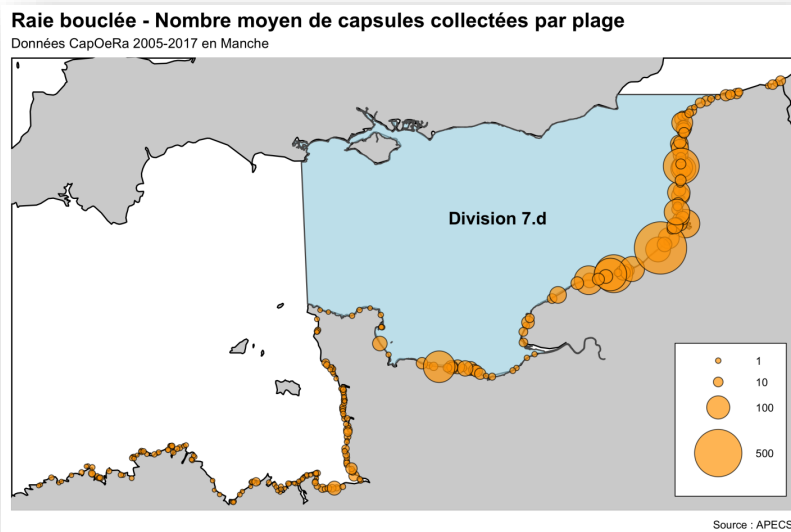 Raie bouclée - Nombre moyen de capsules collectées par plage
Données CapOeRa 2005-2017 en Manche
Division 7.d
1
10
100
500
Source : APECS